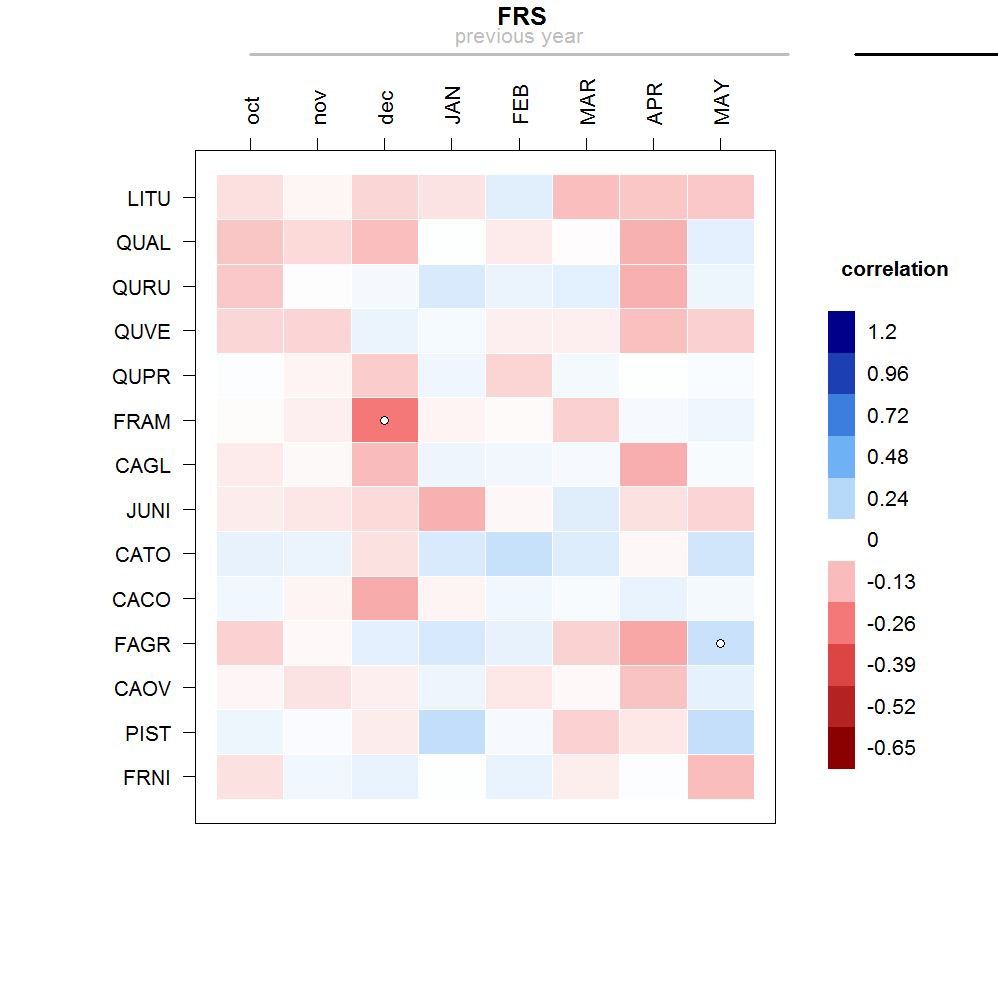 FRS
previous year
oct nov dec JAN FEB MAR APR MAY
LITU
QUAL
QURU
QUVE
QUPR
FRAM
CAGL
JUNI
CATO
CACO
FAGR
CAOV
PIST
FRNI
correlation
1.2
0.96
0.72
0.48
0.24
0
-0.13
-0.26
-0.39
-0.52
-0.65